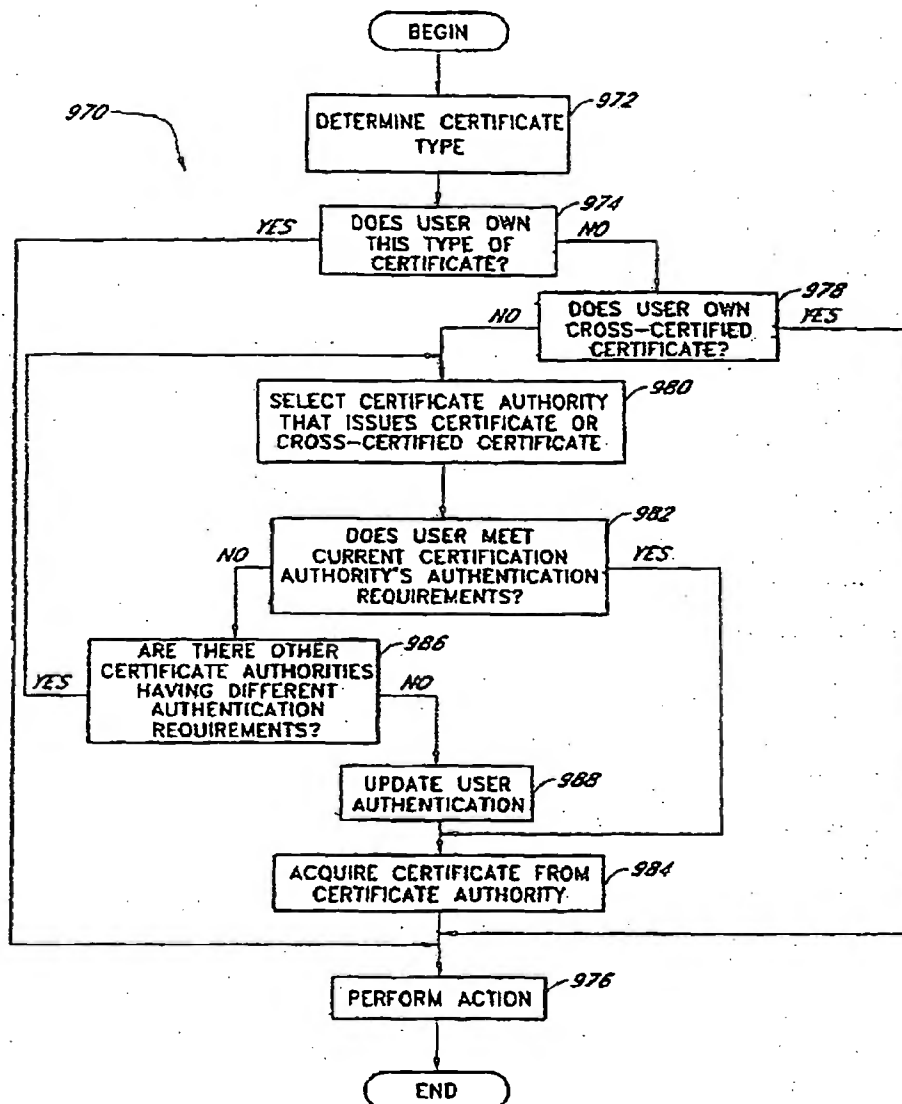 BEGIN
970
972
DETERMINE CERTIFICATE
TYPE
974
YES
DOES USER OWN
THIS TYPE OF
CERTIFICATE?
NO
978
NO
DOES USER OWN
CROSS-CERTIFIED
CERTIFICATE?
YES
980
SELECT CERTIFICATE AUTHORITY
THAT ISSUES CERTIFICATE OR
CROSS-CERTIFIED CERTIFICATE
982
NO
DOES USER MEET
CURRENT CERTIFICATION
AUTHORITY'S AUTHENTICATION
REQUIREMENTS?
YES
986
YES
ARE THERE OTHER
CERTIFICATE AUTHORITIES
HAVING DIFFERENT
AUTHENTICATION
REQUIREMENTS?
NO
UPDATE USER
AUTHENTICATION
988
ACQUIRE CERTIFICATE FROM
CERTIFICATE AUTHORITY
984
PERFORM ACTION
976
END